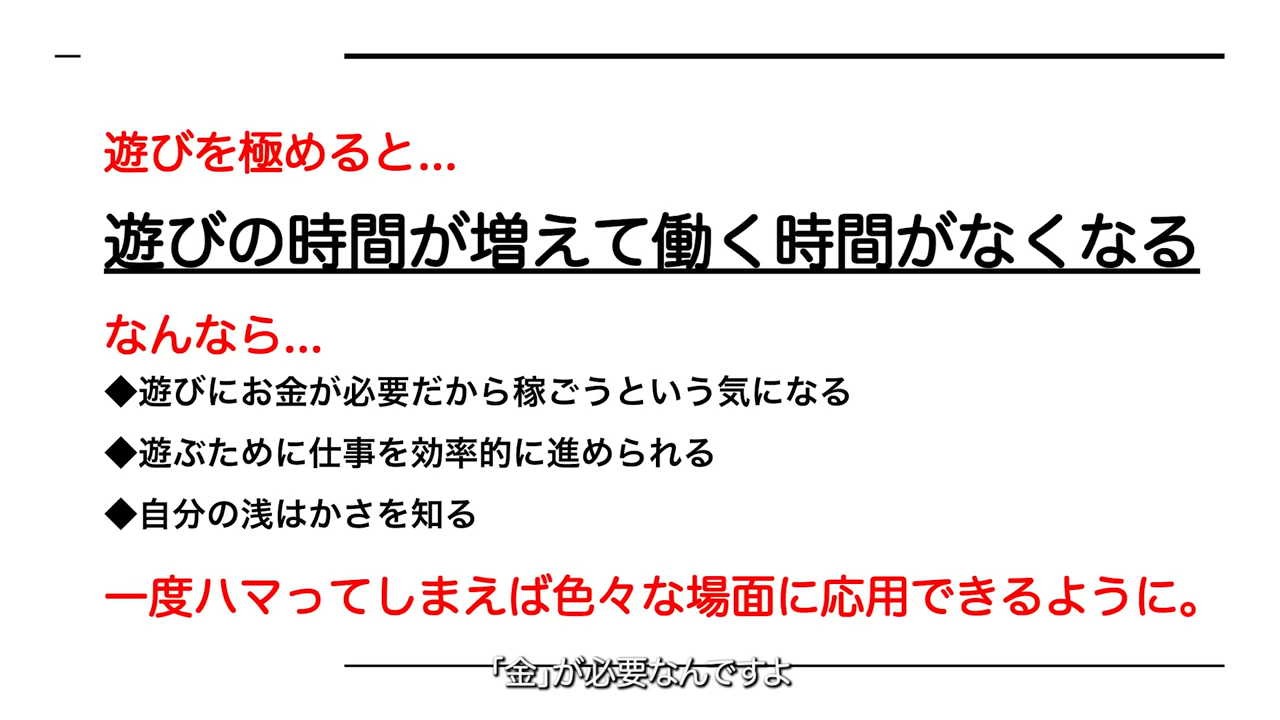 遊びを極めると...
遊びの時間が増えて働く時間がなくなる
なんなら...
◆遊びにお金が必要だから稼ごうという気になる
◆遊ぶために仕事を効率的に進められる
◆自分の浅はかさを知る
一度ハマってしまえば色々な場面に応用できるように。
「金」が必要なんですよ